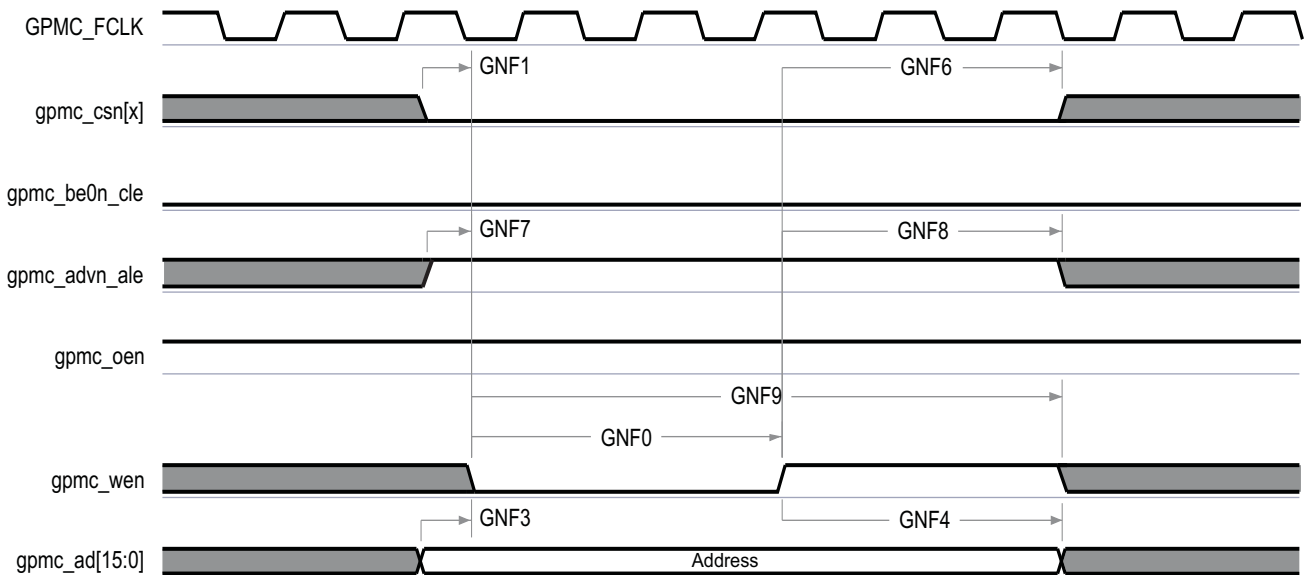 GPMC_FCLK
GNF1
GNF6
gpmc_csn[x]
gpmc_be0n_cle
GNF7
GNF8
gpmc_advn_ale
gpmc_oen
GNF9
GNF0
gpmc_wen
GNF3
GNF4
gpmc_ad[15:0]
Address